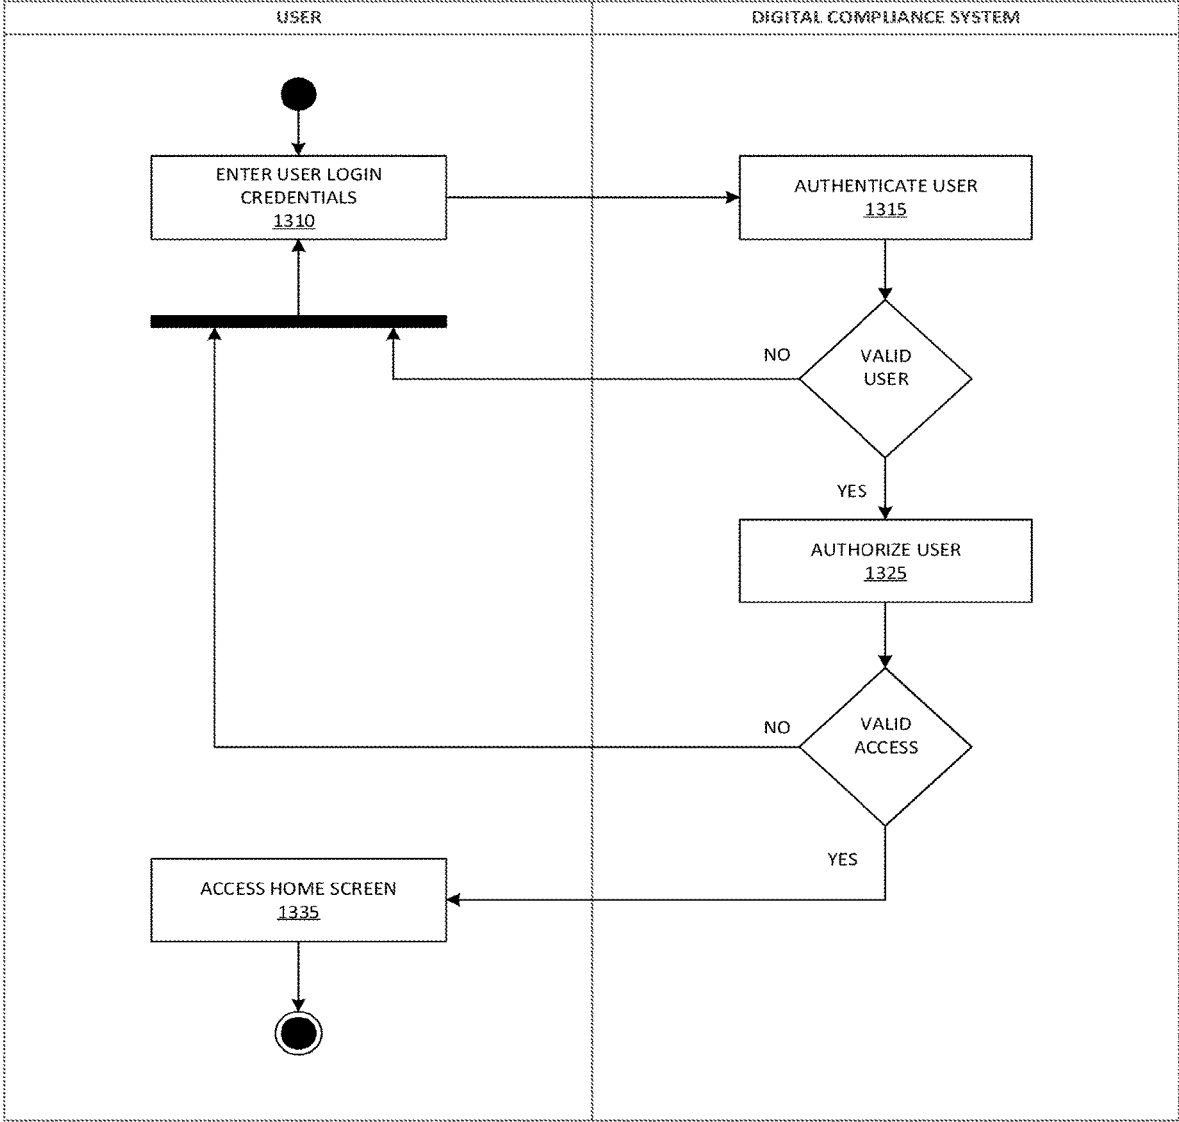 USER
DIGITAL COMPLIANCE SYSTEM
ENTER USER LOGIN
CREDENTIALS
1310
AUTHENTICATE USER
1315
NO
VALID
USER
YES
AUTHORIZE USER
1325
NO
VALID
ACCESS
YES
ACCESS HOME SCREEN
1335